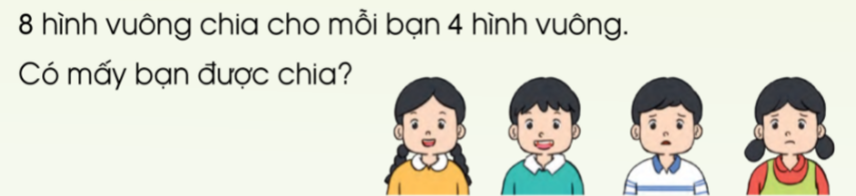 8 hình vuông chia cho mỗi bạn 4 hình vuông.
Có mấy bạn được chia?